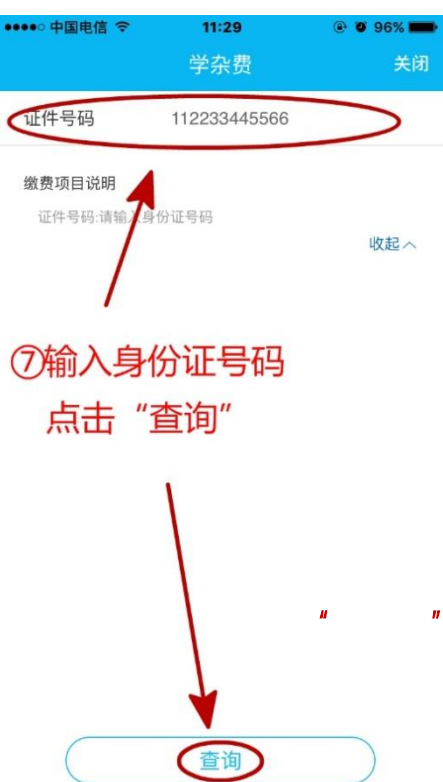 中国电信 11:29 96%
学杂费 关闭
证件号码 112233445566
缴费项目说明
证件号码:请输入身份证号码
收起
⑦输入身份证号码
点击“查询”
" "
查询